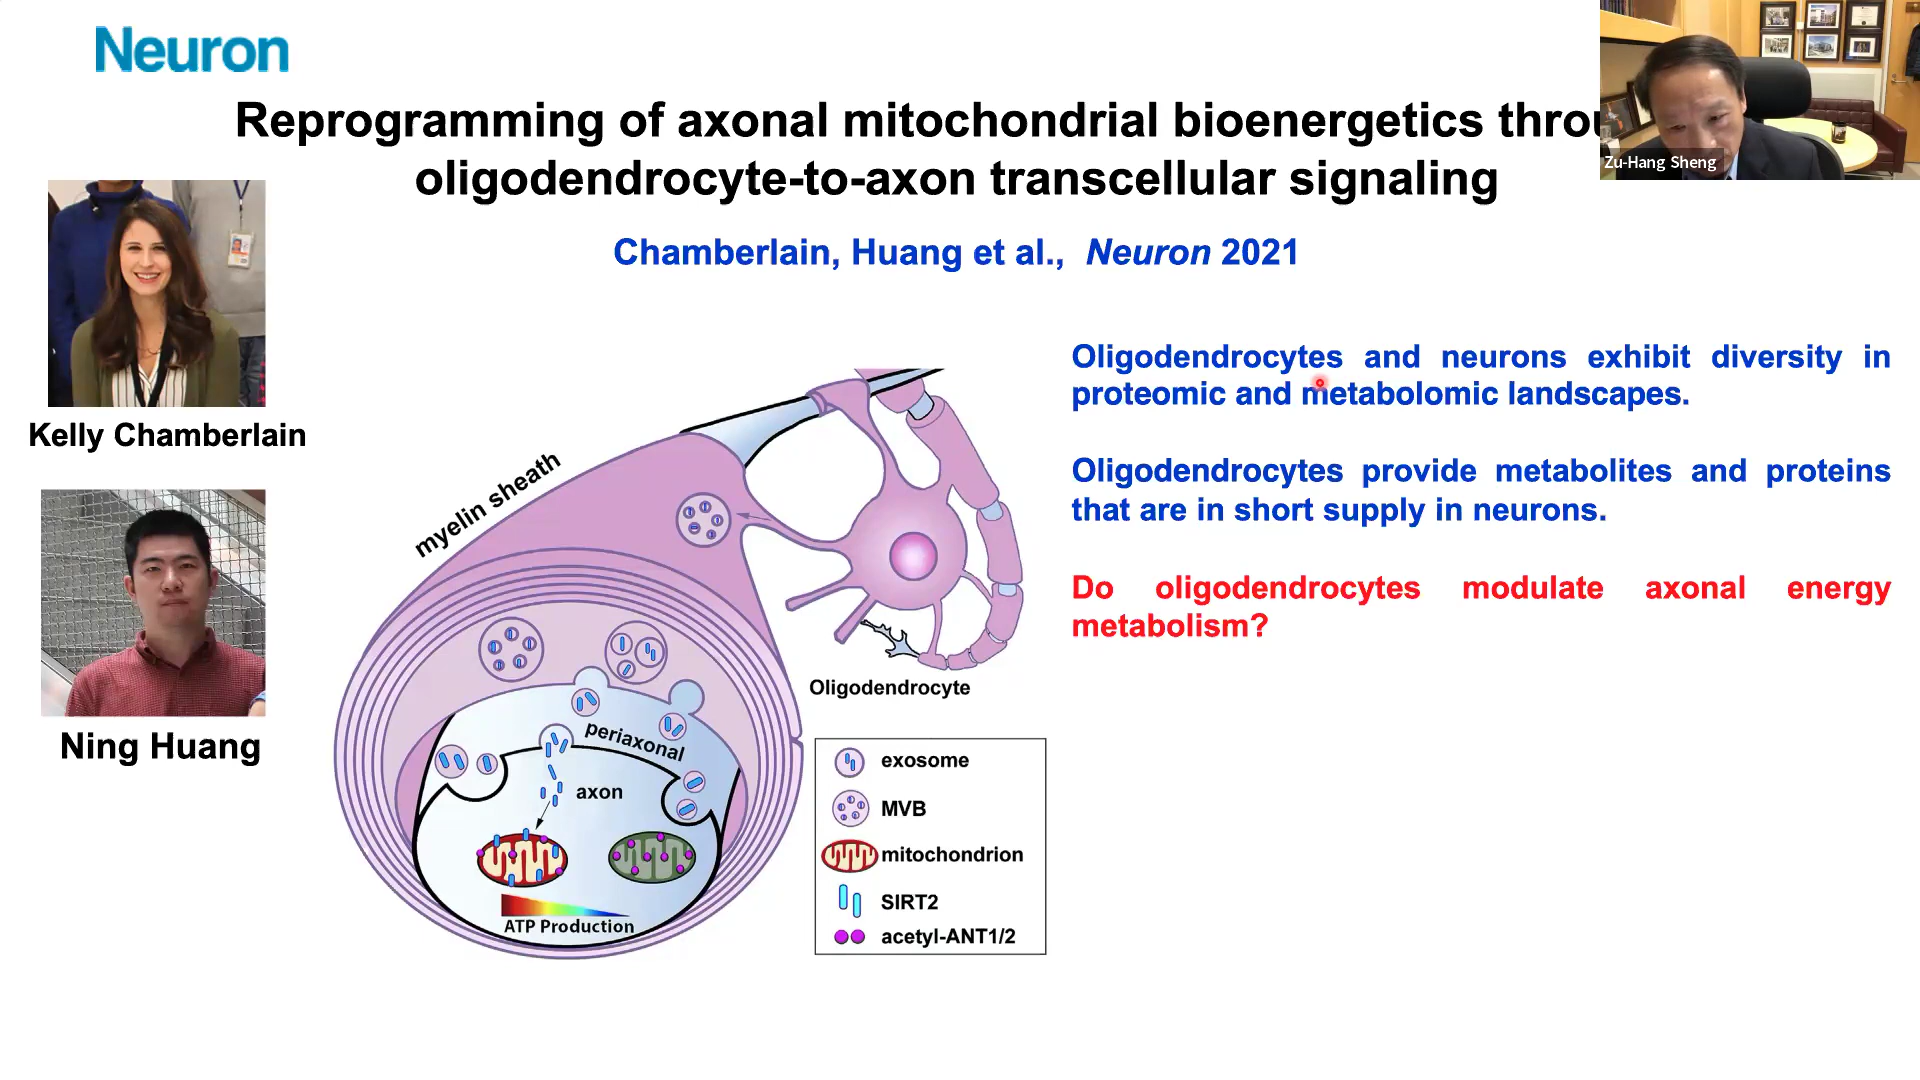 Neuron
Reprogramming of axonal mitochondrial bioenergetics throu
oligodendrocyte-to-axon transcellular signaling
Zu-Hang Sheng
Chamberlain, Huang et al., Neuron 2021
Kelly Chamberlain
Ning Huang
myelin sheath
Oligodendrocyte
periaxonal
axon
ATP Production
exosome
MVB
mitochondrion
SIRT2
acetyl-ANT1/2
Oligodendrocytes and neurons exhibit diversity in
proteomic and metabolomic landscapes.
Oligodendrocytes provide metabolites and proteins
that are in short supply in neurons.
Do oligodendrocytes modulate axonal energy
metabolism?